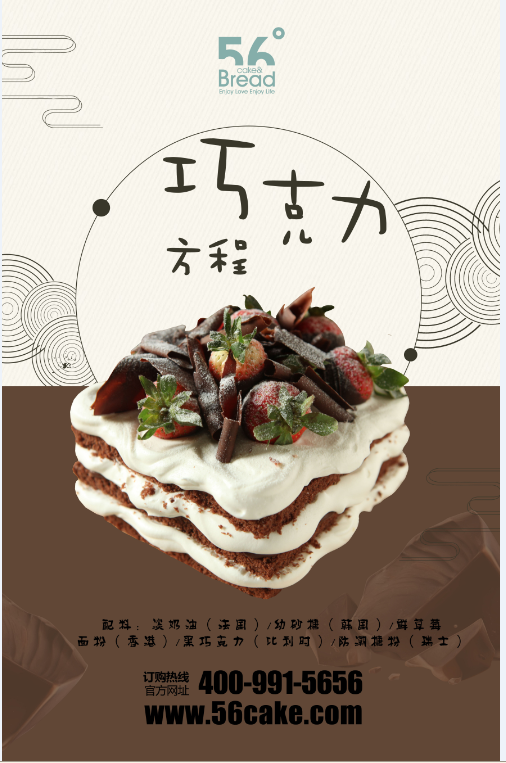 56°
cake&
Bread
Enjoy Love Enjoy Life
巧克力
方程
配料：淡奶油（法国）/幼砂糖（韩国）/鲜草莓
面粉（香港）/黑巧克力（比利时）/防潮糖粉（瑞士）
订购热线 400-991-5656
官方网址
www.56cake.com